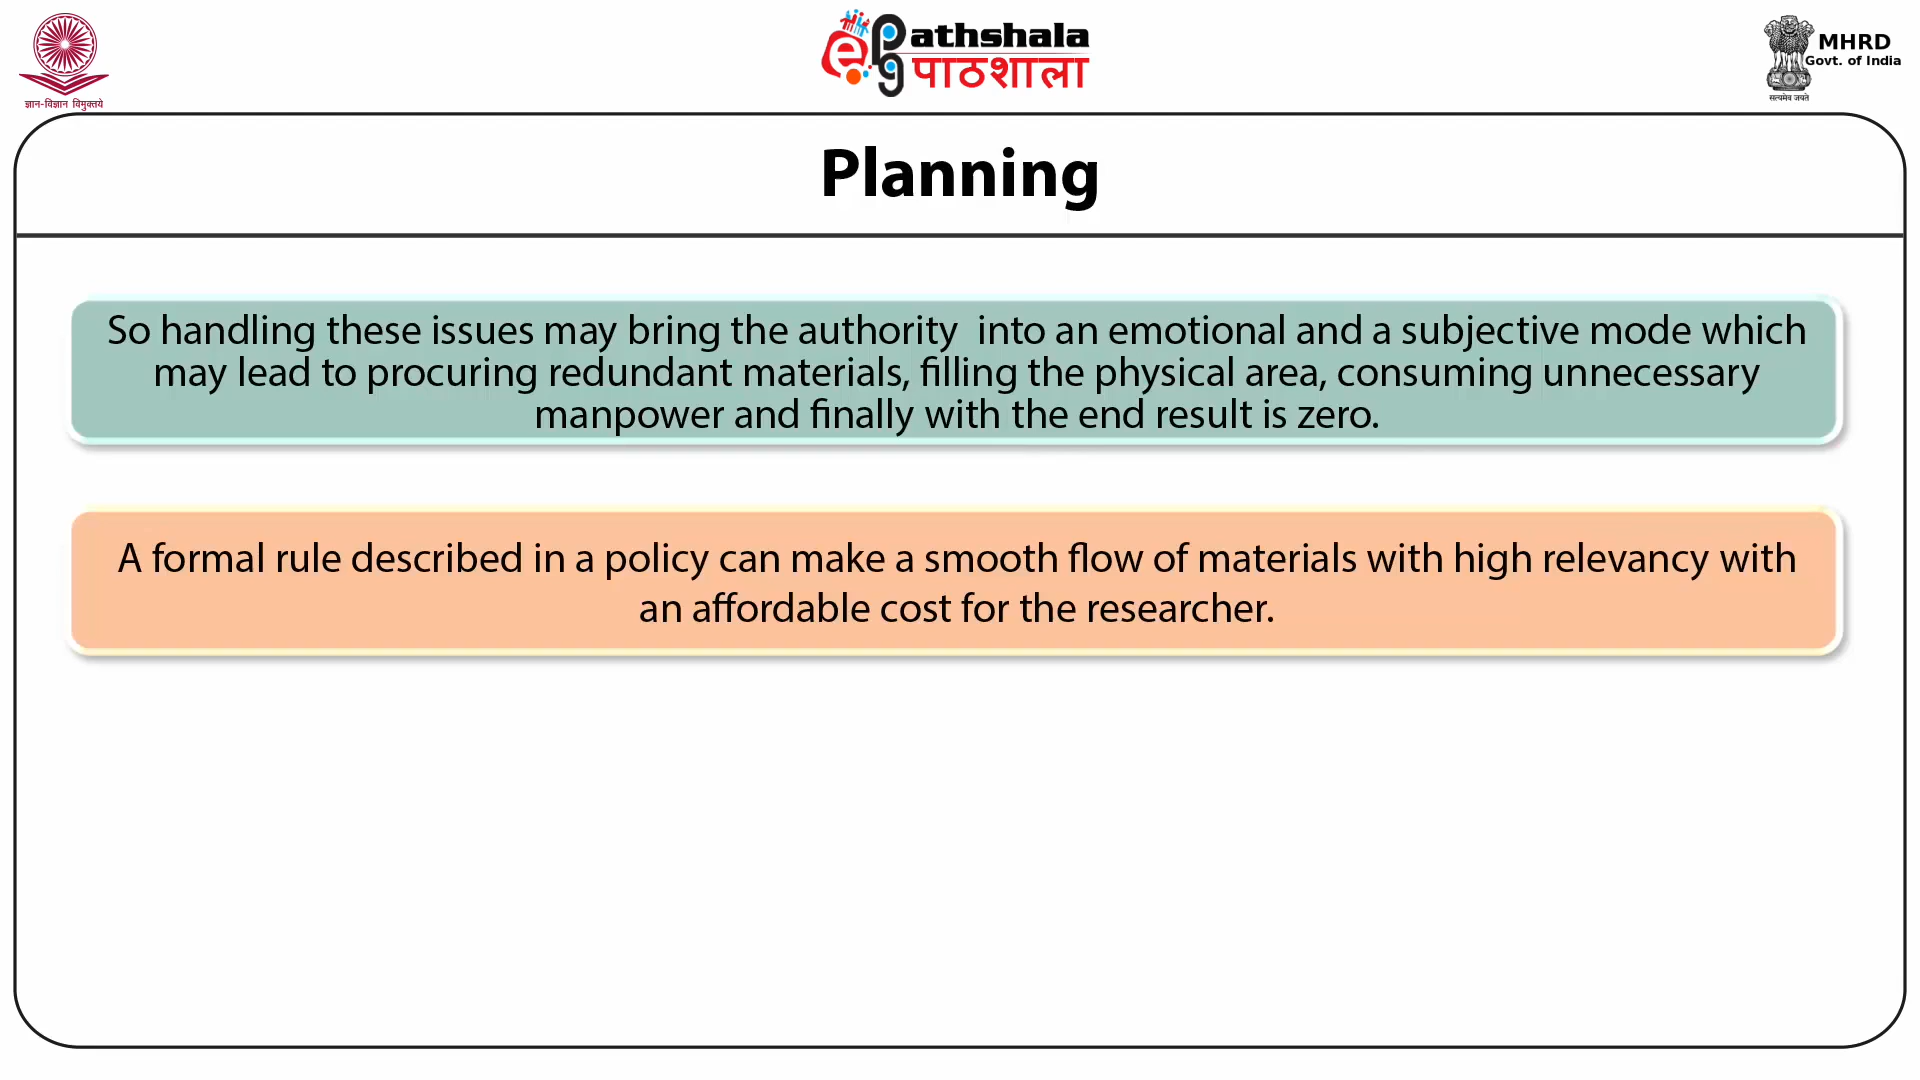 ज्ञान-विज्ञान विमुक्तये
e pg athshala
पाठशाला
MHRD
Govt. of India
सत्यमेव जयते
Planning
So handling these issues may bring the authority  into an emotional and a subjective mode which
may lead to procuring redundant materials, filling the physical area, consuming unnecessary
manpower and finally with the end result is zero.
A formal rule described in a policy can make a smooth flow of materials with high relevancy with
an affordable cost for the researcher.